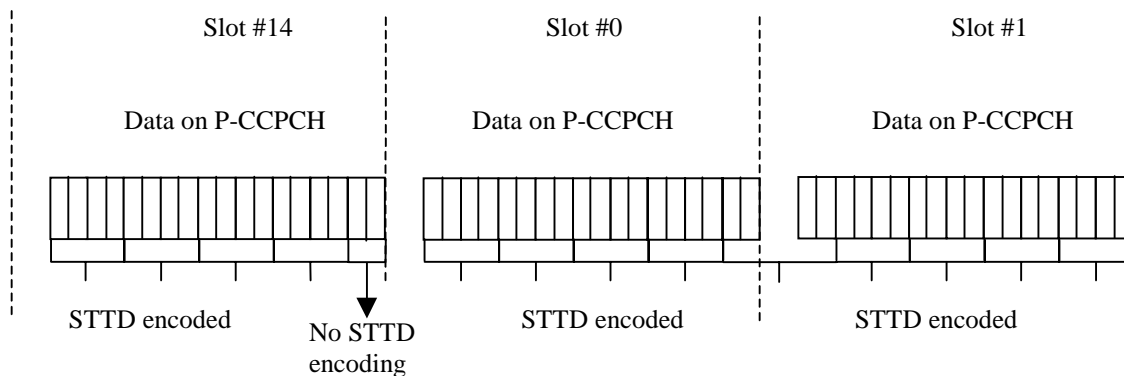 Slot #14 Slot #0 Slot #1
Data on P-CCPCH Data on P-CCPCH Data on P-CCPCH
STTD encoded STTD encoded STTD encoded
No STTD
encoding